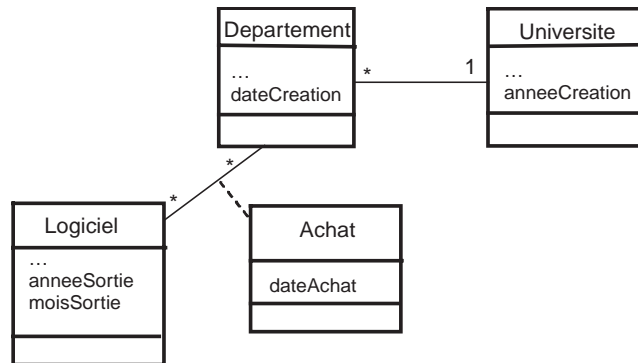 Departement
…
dateCreation
*
1
Universite
…
anneeCreation
*
*
Logiciel
…
anneeSortie
moisSortie
Achat
dateAchat